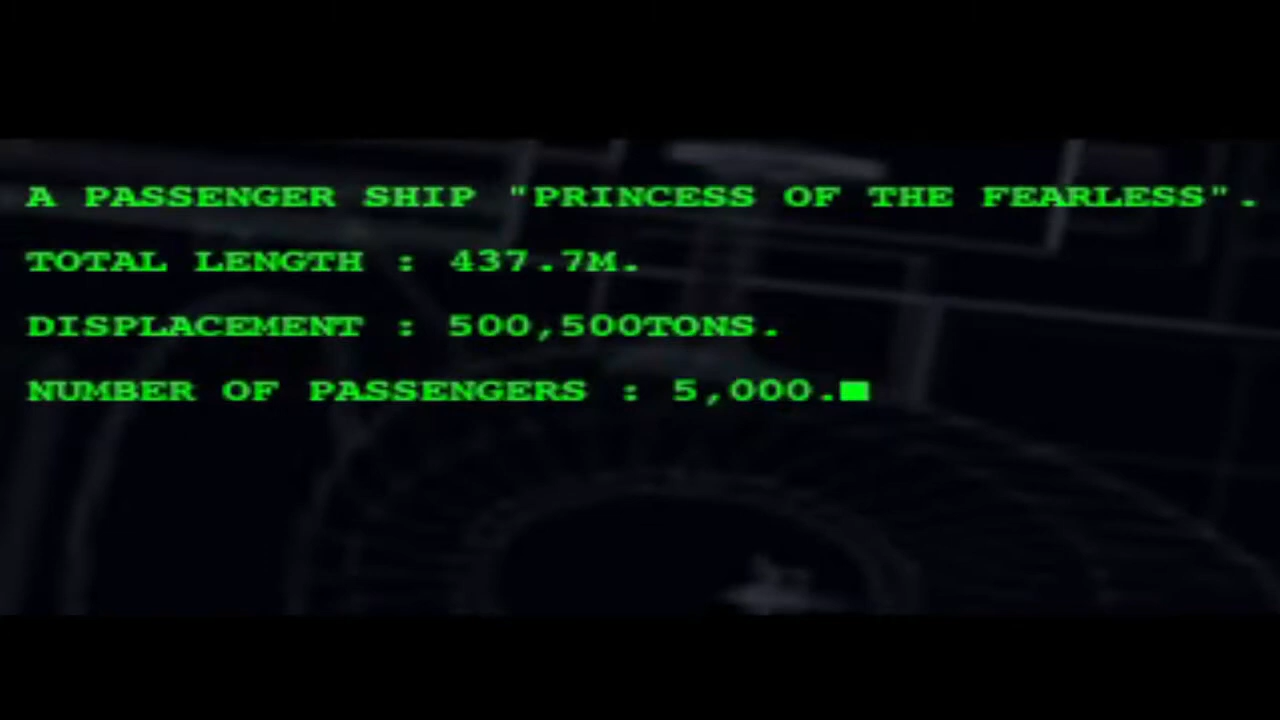 A PASSENGER SHIP "PRINCESS OF THE FEARLESS".
TOTAL LENGTH : 437.7M.
DISPLACEMENT : 500,500TONS.
NUMBER OF PASSENGERS : 5,000.